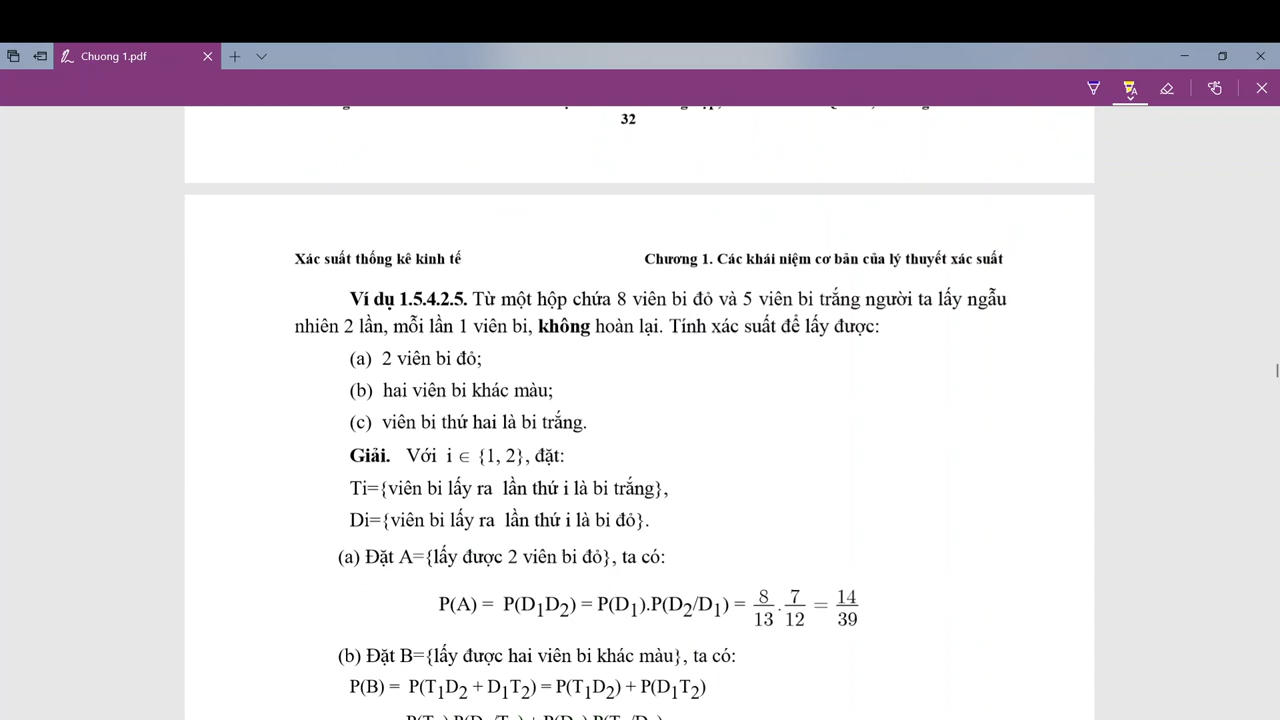 Chuong 1.pdf
32
Xác suất thống kê kinh tế Chương 1. Các khái niệm cơ bản của lý thuyết xác suất
Ví dụ 1.5.4.2.5. Từ một hộp chứa 8 viên bi đỏ và 5 viên bi trắng người ta lấy ngẫu
nhiên 2 lần, mỗi lần 1 viên bi, không hoàn lại. Tính xác suất để lấy được:
(a) 2 viên bi đỏ;
(b) hai viên bi khác màu;
(c) viên bi thứ hai là bi trắng.
Giải. Với i ∈ {1, 2}, đặt:
Ti={viên bi lấy ra lần thứ i là bi trắng},
Di={viên bi lấy ra lần thứ i là bi đỏ}.
(a) Đặt A={lấy được 2 viên bi đỏ}, ta có:
P(A) = P(D₁D₂) = P(D₁).P(D₂/D₁) = 8/13 . 7/12 = 14/39
(b) Đặt B={lấy được hai viên bi khác màu}, ta có:
P(B) = P(T₁D₂ + D₁T₂) = P(T₁D₂) + P(D₁T₂)